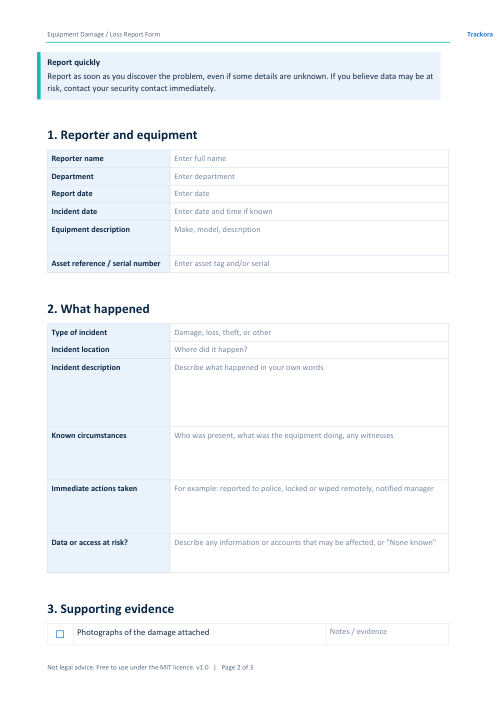 Equipment Damage / Loss Report Form
Trackora
Report quickly
Report as soon as you discover the problem, even if some details are unknown. If you believe data may be at
risk, contact your security contact immediately.
1. Reporter and equipment
Reporter name Enter full name
Department Enter department
Report date Enter date
Incident date Enter date and time if known
Equipment description Make, model, description
Asset reference / serial number Enter asset tag and/or serial
2. What happened
Type of incident Damage, loss, theft, or other
Incident location Where did it happen?
Incident description Describe what happened in your own words
Known circumstances Who was present, what was the equipment doing, any witnesses
Immediate actions taken For example: reported to police, locked or wiped remotely, notified manager
Data or access at risk? Describe any information or accounts that may be affected, or "None known"
3. Supporting evidence
☐ Photographs of the damage attached Notes / evidence
Not legal advice. Free to use under the MIT licence. v1.0 | Page 2 of 3